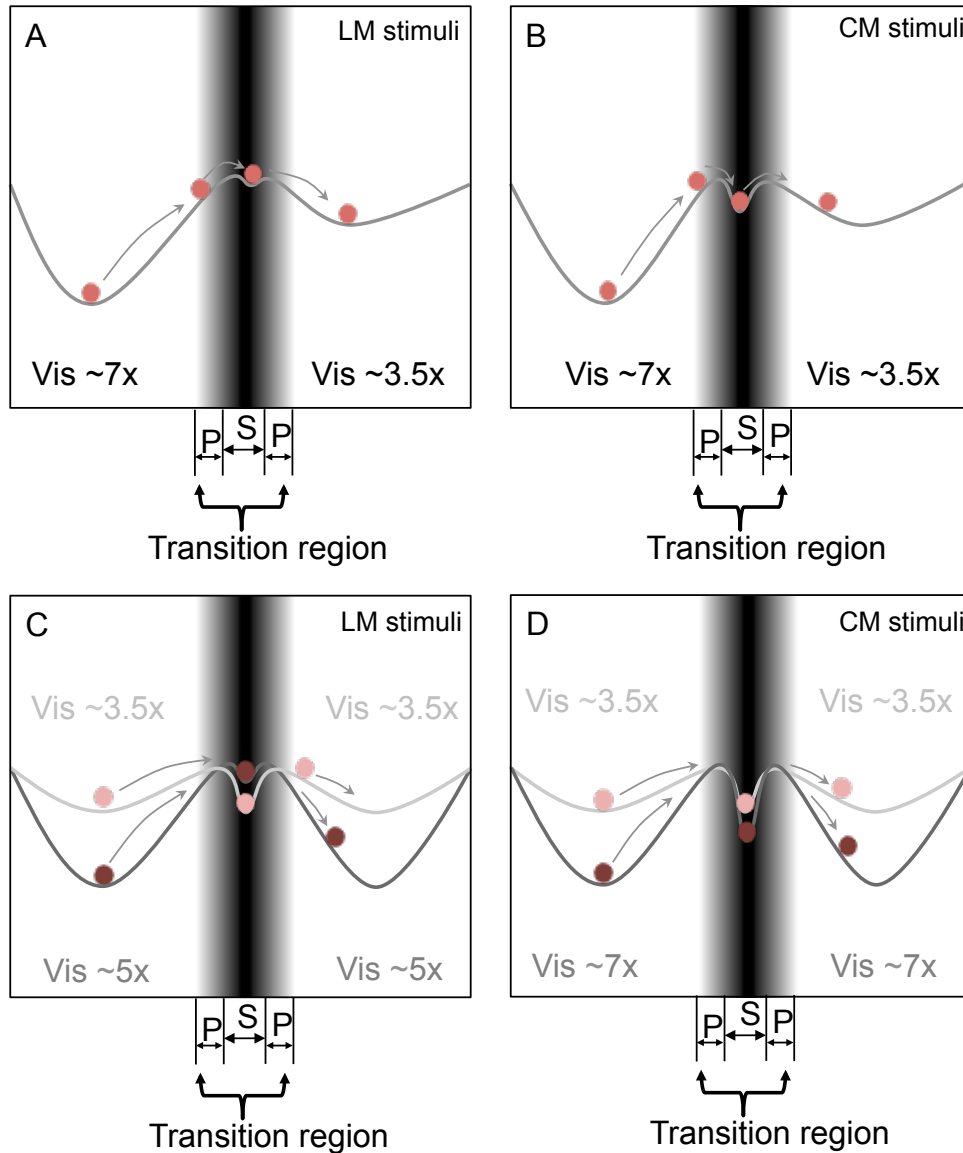 A LM stimuli
Vis ~7x Vis ~3.5x
P S P
Transition region
B CM stimuli
Vis ~7x Vis ~3.5x
P S P
Transition region
C LM stimuli
Vis ~3.5x Vis ~3.5x
Vis ~5x Vis ~5x
P S P
Transition region
D CM stimuli
Vis ~3.5x Vis ~3.5x
Vis ~7x Vis ~7x
P S P
Transition region